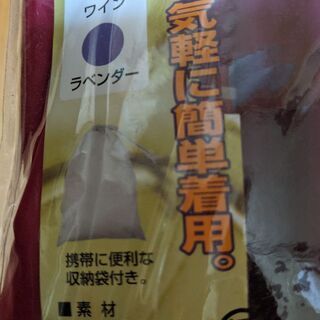 ワイン
ラベンダー
気軽に簡単着用。
携帯に便利な
収納袋付き。
■素材